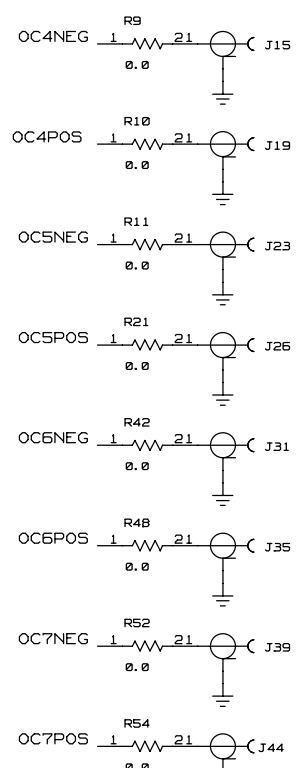 R9
OC4NEG 1 21 J15
0.0
R10
OC4POS 1 21 J19
0.0
R11
OC5NEG 1 21 J23
0.0
R21
OC5POS 1 21 J26
0.0
R42
OC6NEG 1 21 J31
0.0
R48
OC6POS 1 21 J35
0.0
R52
OC7NEG 1 21 J39
0.0
R54
OC7POS 1 21 J44
0.0